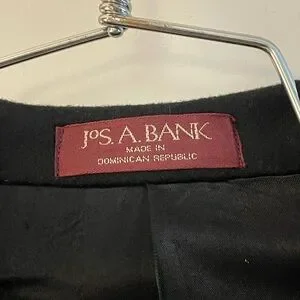 JoS. A. BANK
MADE IN
DOMINICAN REPUBLIC